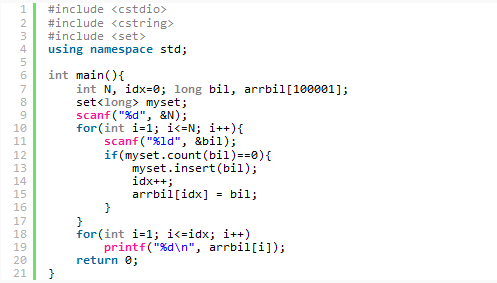 1 #include <cstdio>
2 #include <cstring>
3 #include <set>
4 using namespace std;
5
6 int main(){
7     int N, idx=0; long bil, arrbil[100001];
8     set<long> myset;
9     scanf("%d", &N);
10     for(int i=1; i<=N; i++){
11         scanf("%ld", &bil);
12         if(myset.count(bil)==0){
13             myset.insert(bil);
14             idx++;
15             arrbil[idx] = bil;
16         }
17     }
18     for(int i=1; i<=idx; i++)
19         printf("%d\n", arrbil[i]);
20     return 0;
21 }